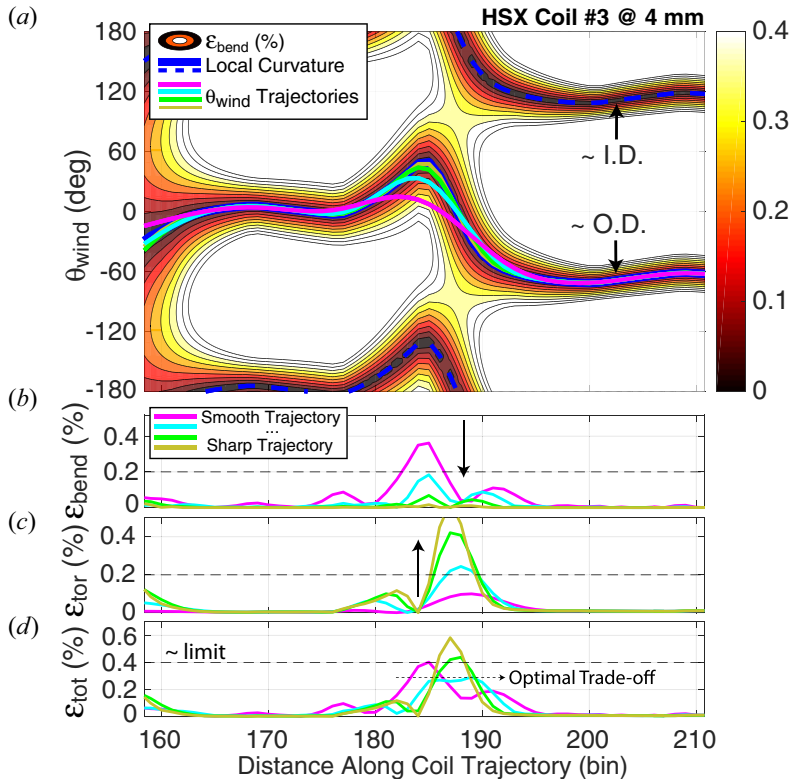 (a)
HSX Coil #3 @ 4 mm
ε_bend (%)
Local Curvature
θ_wind Trajectories
~ I.D.
~ O.D.
θ_wind (deg)
180
120
60
0
-60
-120
-180
0.4
0.3
0.2
0.1
0
(b)
Smooth Trajectory
...
Sharp Trajectory
ε_bend (%)
0.4
0.2
0
(c)
ε_tor (%)
0.4
0.2
0
(d)
~ limit
Optimal Trade-off
ε_tot (%)
0.6
0.4
0.2
0
160 170 180 190 200 210
Distance Along Coil Trajectory (bin)